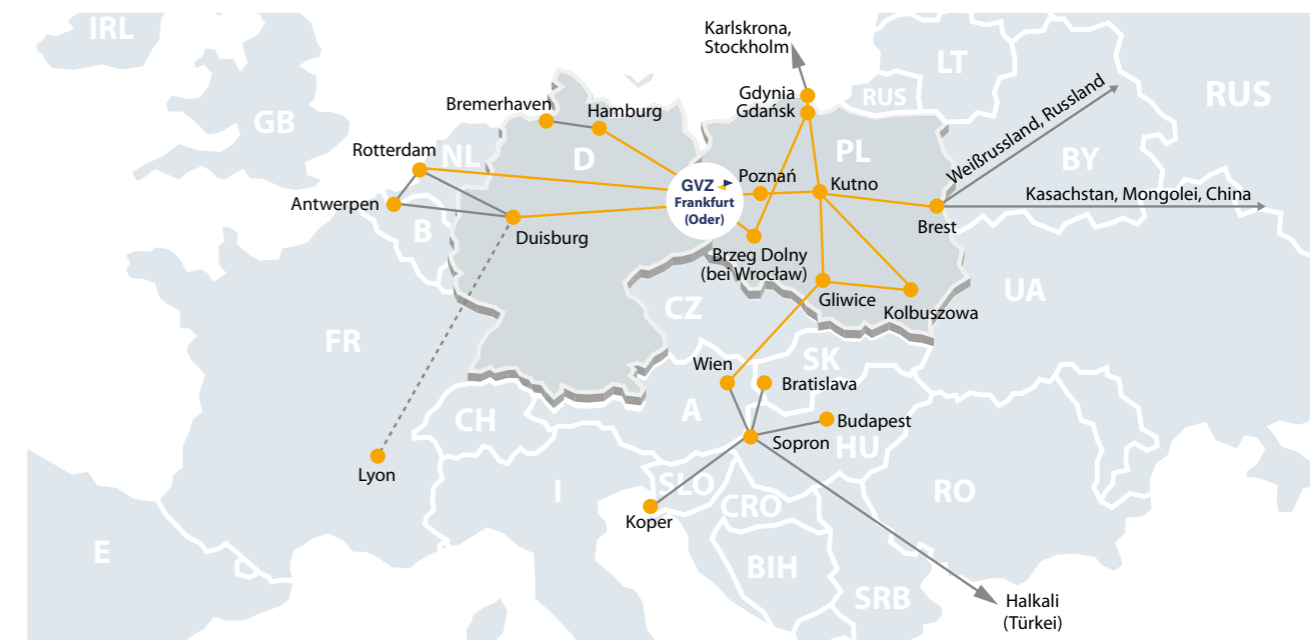 IRL
GB
NL
B
D
FR
E
CH
I
A
CZ
SK
HU
SLO
CRO
BIH
SRB
RO
UA
PL
RUS
LT
BY
RUS
Karlskrona,
Stockholm
Gdynia
Gdańsk
Bremerhaven
Hamburg
Rotterdam
Antwerpen
Duisburg
GVZ
Frankfurt
(Oder)
Poznań
Kutno
Brest
Weißrussland, Russland
Kasachstan, Mongolei, China
Brzeg Dolny
(bei Wrocław)
Gliwice
Kolbuszowa
Wien
Bratislava
Budapest
Sopron
Lyon
Koper
Halkali
(Türkei)